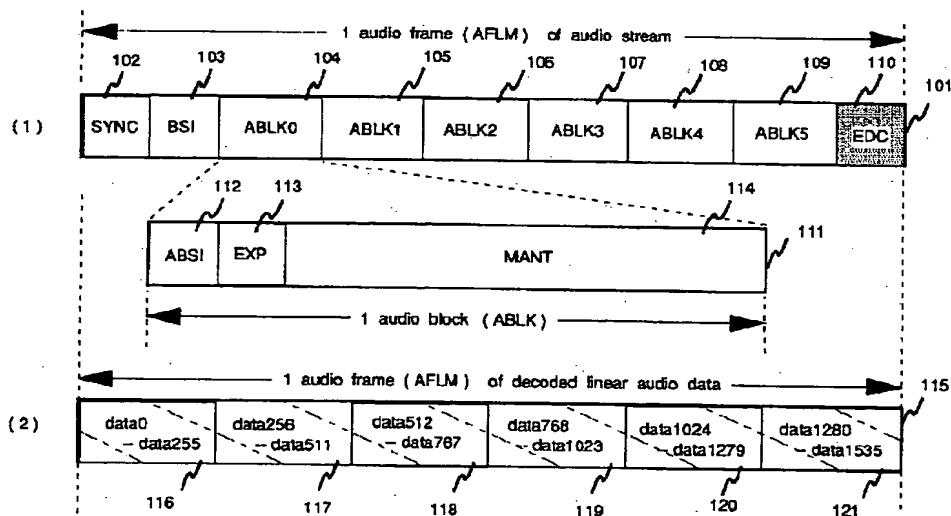 1 audio frame (AFLM) of audio stream
102 103 104 105 106 107 108 109 110
101
(1) SYNC BSI ABLK0 ABLK1 ABLK2 ABLK3 ABLK4 ABLK5 EDC
112 113 114
111
ABSI EXP MANT
1 audio block (ABLK)
1 audio frame (AFLM) of decoded linear audio data
115
(2) data0 data256 data512 data768 data1024 data1280
-data255 -data511 -data767 -data1023 -data1279 -data1535
116 117 118 119 120 121